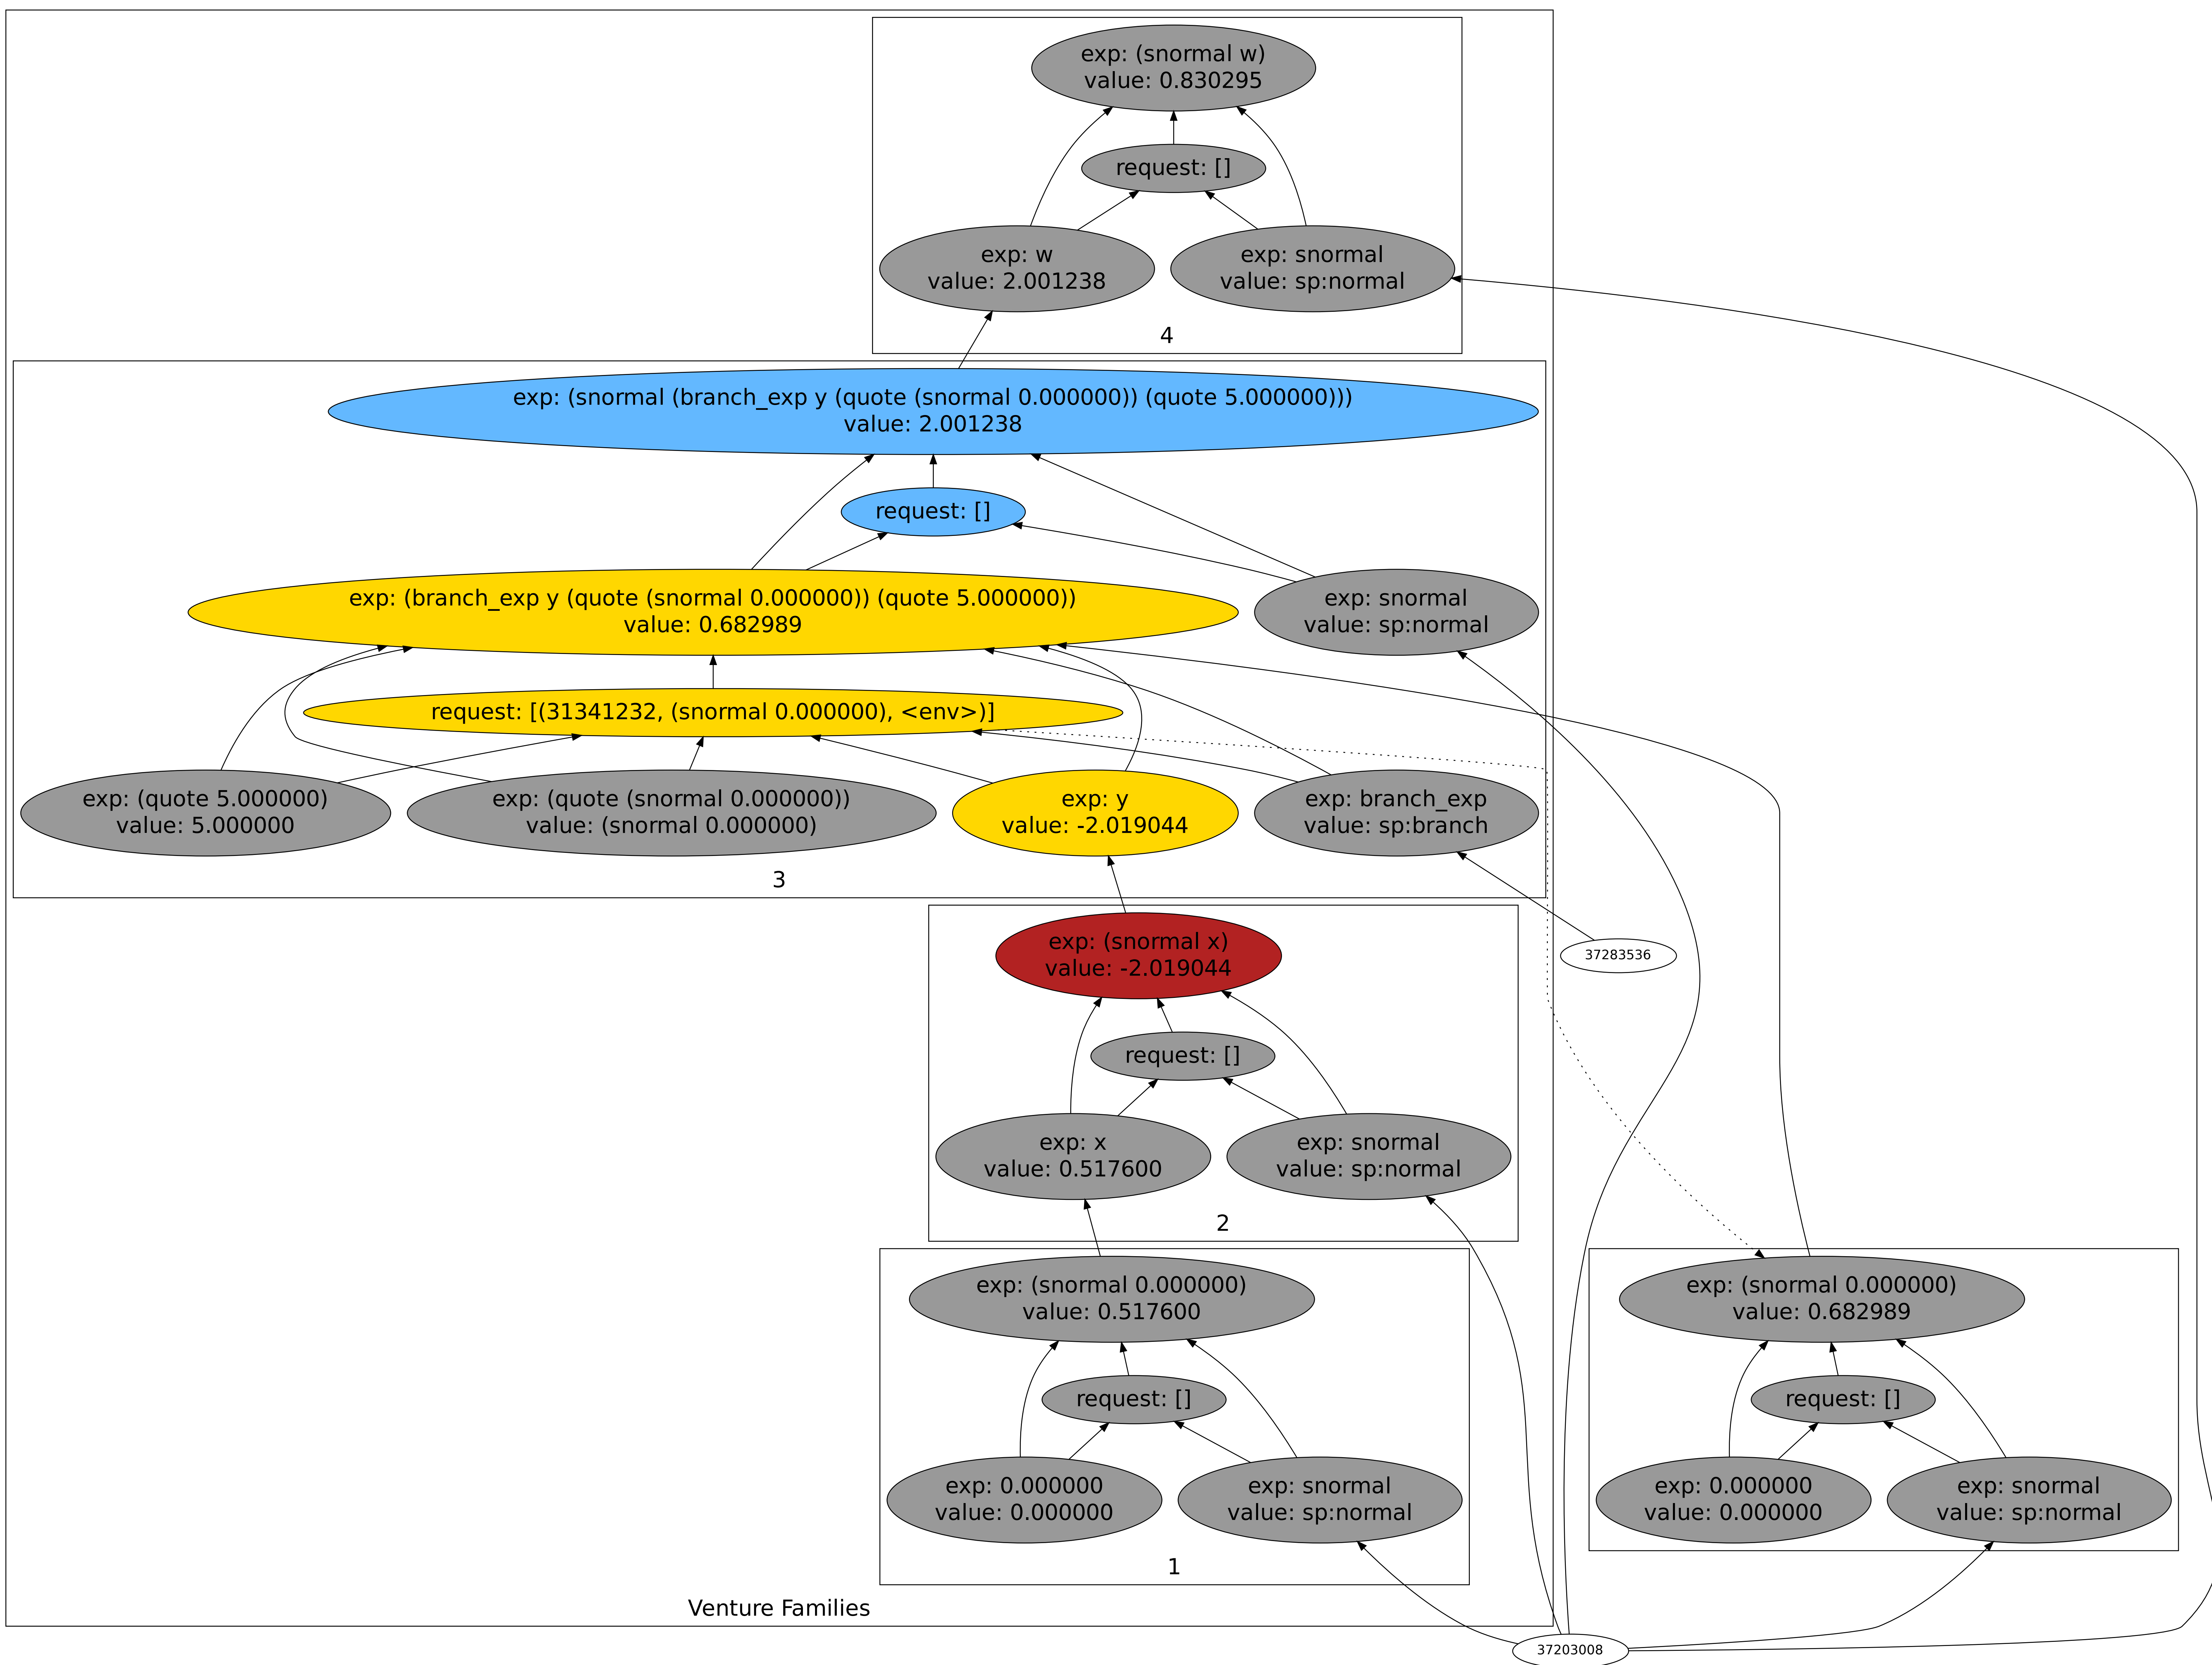 exp: (snormal w)
value: 0.830295
request: []
exp: w
value: 2.001238
exp: snormal
value: sp:normal
4
exp: (snormal (branch_exp y (quote (snormal 0.000000)) (quote 5.000000)))
value: 2.001238
request: []
exp: (branch_exp y (quote (snormal 0.000000)) (quote 5.000000))
value: 0.682989
exp: snormal
value: sp:normal
request: [(31341232, (snormal 0.000000), <env>)]
exp: (quote 5.000000)
value: 5.000000
exp: (quote (snormal 0.000000))
value: (snormal 0.000000)
exp: y
value: -2.019044
exp: branch_exp
value: sp:branch
3
exp: (snormal x)
value: -2.019044
37283536
request: []
exp: x
value: 0.517600
exp: snormal
value: sp:normal
2
exp: (snormal 0.000000)
value: 0.517600
request: []
exp: 0.000000
value: 0.000000
exp: snormal
value: sp:normal
1
exp: (snormal 0.000000)
value: 0.682989
request: []
exp: 0.000000
value: 0.000000
exp: snormal
value: sp:normal
Venture Families
37203008